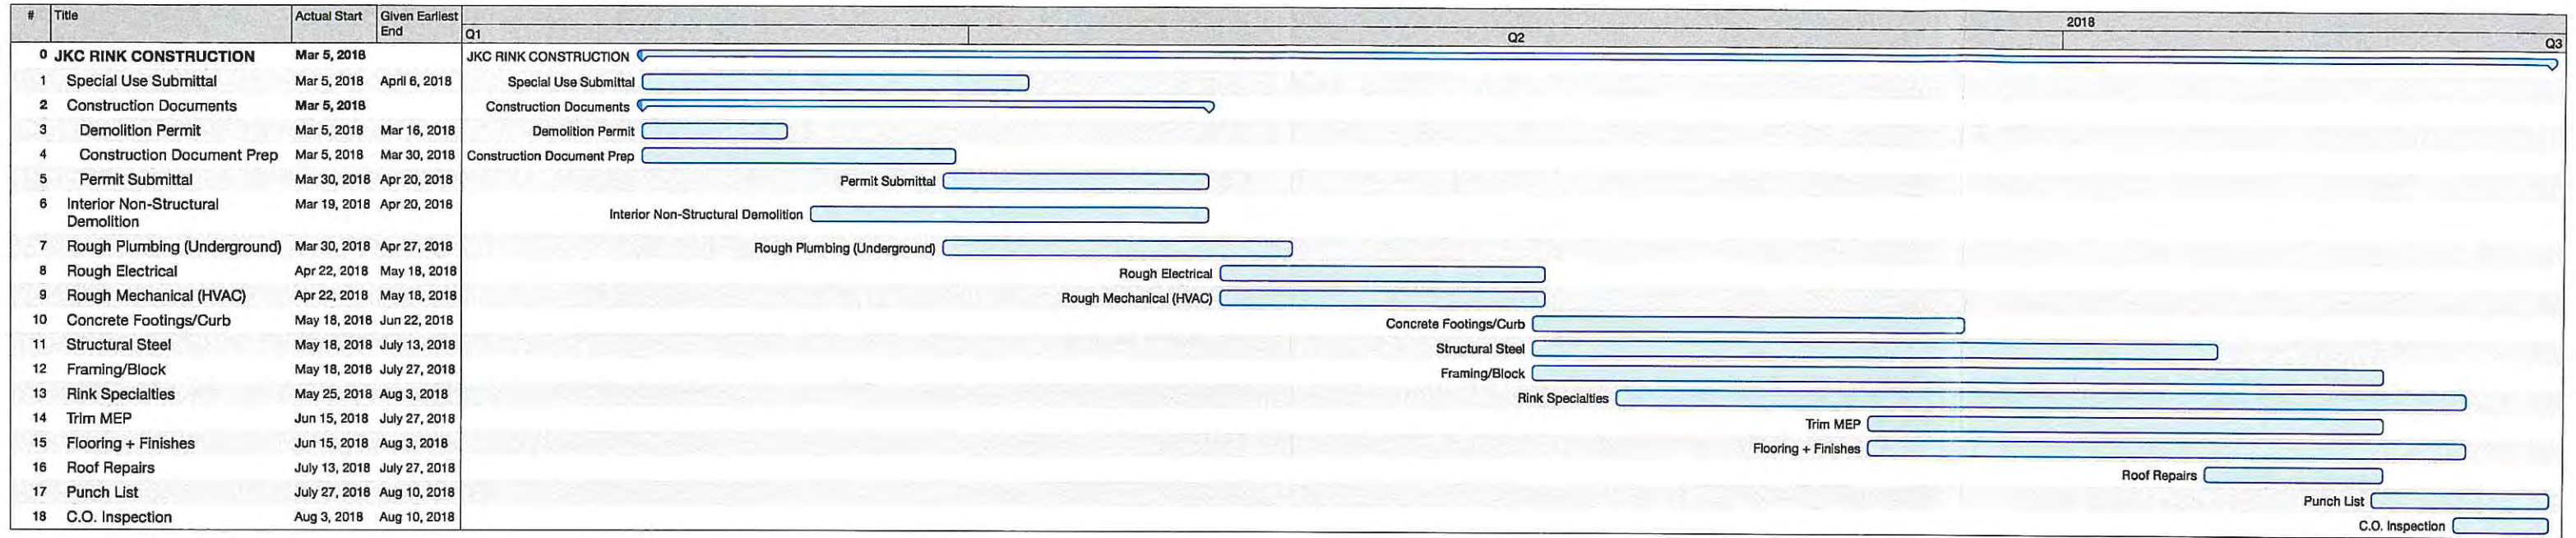 # Title Actual Start Given Earliest End 2018
Q1 Q2 Q3
0 JKC RINK CONSTRUCTION Mar 5, 2018 JKC RINK CONSTRUCTION
1 Special Use Submittal Mar 5, 2018 April 6, 2018 Special Use Submittal
2 Construction Documents Mar 5, 2018 Construction Documents
3 Demolition Permit Mar 5, 2018 Mar 16, 2018 Demolition Permit
4 Construction Document Prep Mar 5, 2018 Mar 30, 2018 Construction Document Prep
5 Permit Submittal Mar 30, 2018 Apr 20, 2018 Permit Submittal
6 Interior Non-Structural Mar 19, 2018 Apr 20, 2018 Interior Non-Structural Demolition
Demolition
7 Rough Plumbing (Underground) Mar 30, 2018 Apr 27, 2018 Rough Plumbing (Underground)
8 Rough Electrical Apr 22, 2018 May 18, 2018 Rough Electrical
9 Rough Mechanical (HVAC) Apr 22, 2018 May 18, 2018 Rough Mechanical (HVAC)
10 Concrete Footings/Curb May 18, 2018 Jun 22, 2018 Concrete Footings/Curb
11 Structural Steel May 18, 2018 July 13, 2018 Structural Steel
12 Framing/Block May 18, 2018 July 27, 2018 Framing/Block
13 Rink Specialties May 25, 2018 Aug 3, 2018 Rink Specialties
14 Trim MEP Jun 15, 2018 July 27, 2018 Trim MEP
15 Flooring + Finishes Jun 15, 2018 Aug 3, 2018 Flooring + Finishes
16 Roof Repairs July 13, 2018 July 27, 2018 Roof Repairs
17 Punch List July 27, 2018 Aug 10, 2018 Punch List
18 C.O. Inspection Aug 3, 2018 Aug 10, 2018 C.O. Inspection